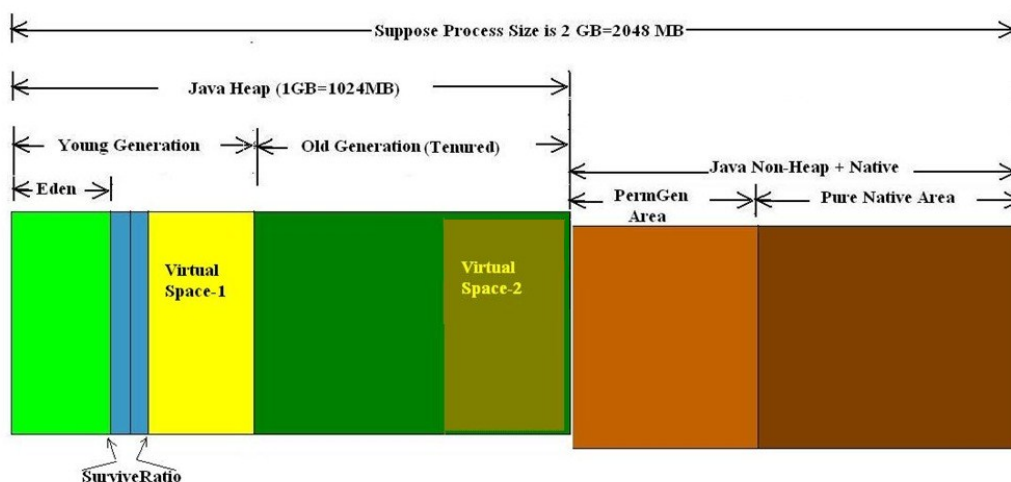 Suppose Process Size is 2 GB=2048 MB
Java Heap (1GB=1024MB)
Young Generation
Old Generation (Tenured)
Java Non-Heap + Native
Eden
PermGen
Area
Pure Native Area
Virtual
Space-1
Virtual
Space-2
SurviveRatio